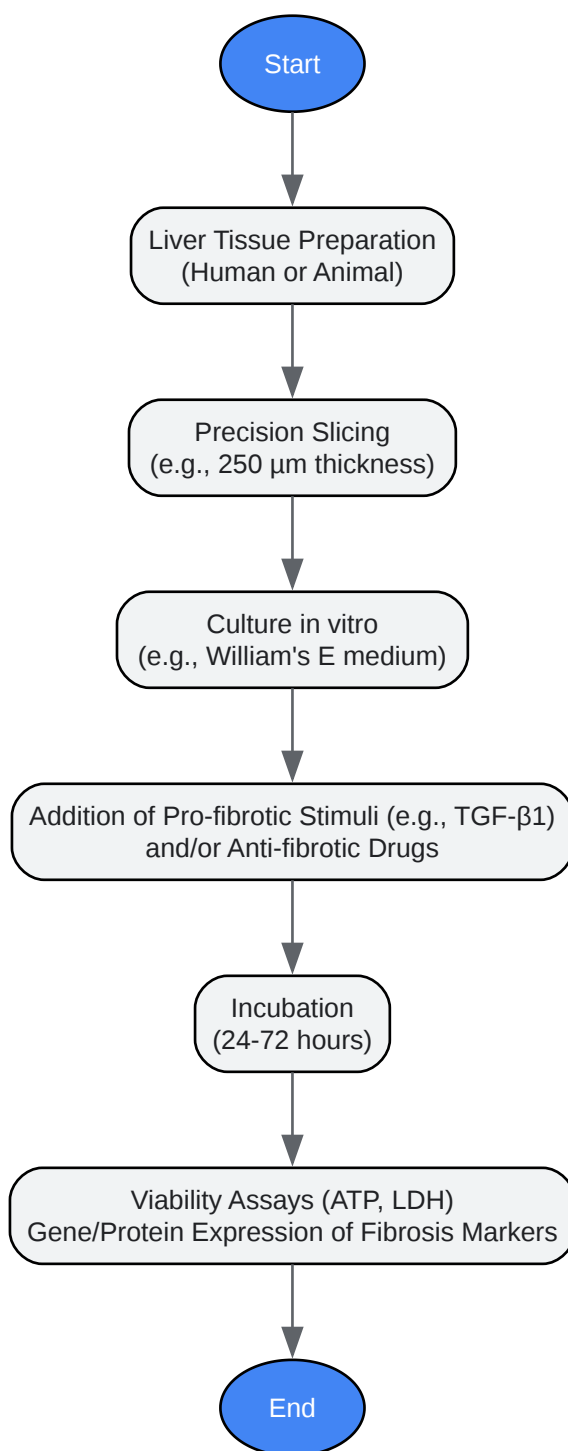 Start
Liver Tissue Preparation
(Human or Animal)
Precision Slicing
(e.g., 250 µm thickness)
Culture in vitro
(e.g., William's E medium)
Addition of Pro-fibrotic Stimuli (e.g., TGF-β1)
and/or Anti-fibrotic Drugs
Incubation
(24-72 hours)
Viability Assays (ATP, LDH)
Gene/Protein Expression of Fibrosis Markers
End